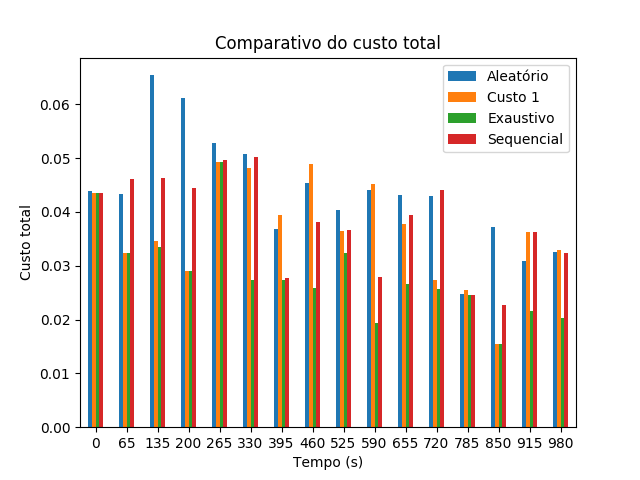 Comparativo do custo total
Aleatório
Custo 1
Exaustivo
Sequencial
Custo total
0.06
0.05
0.04
0.03
0.02
0.01
0.00
0 65 135 200 265 330 395 460 525 590 655 720 785 850 915 980
Tempo (s)